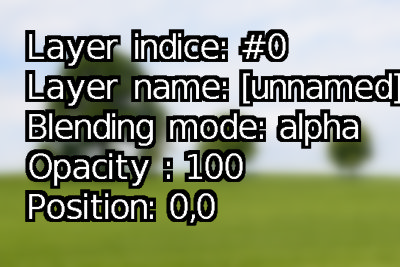 Layer indice: #0
Layer name: [unnamed]
Blending mode: alpha
Opacity : 100
Position: 0,0